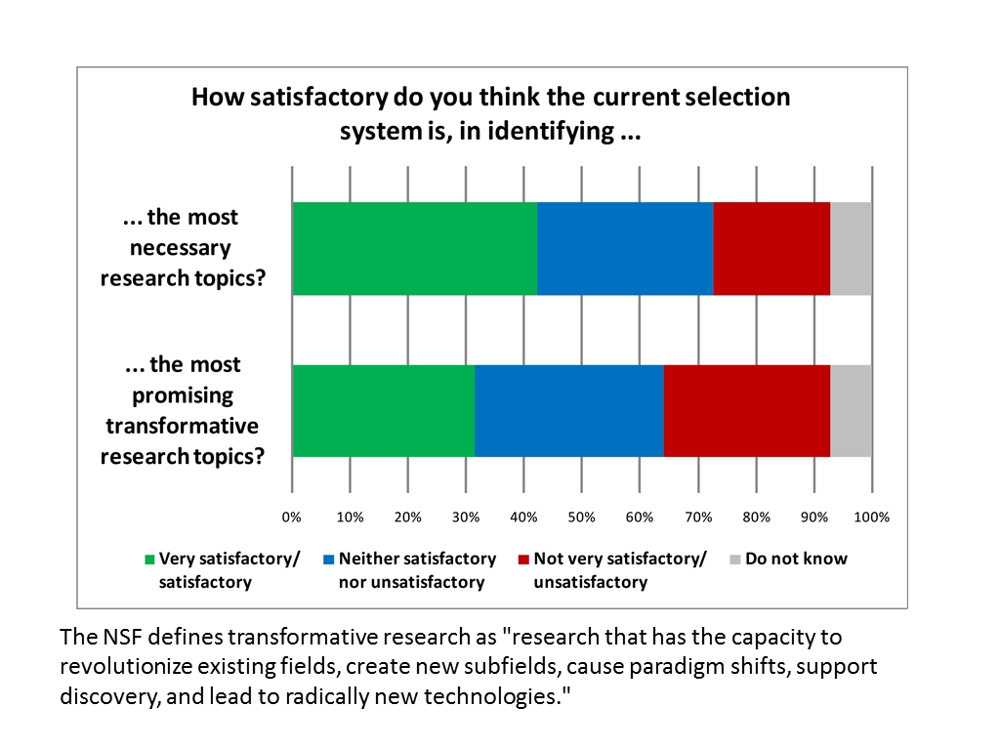 How satisfactory do you think the current selection
system is, in identifying ...
... the most
necessary
research topics?
... the most
promising
transformative
research topics?
0% 10% 20% 30% 40% 50% 60% 70% 80% 90% 100%
Very satisfactory/
satisfactory
Neither satisfactory
nor unsatisfactory
Not very satisfactory/
unsatisfactory
Do not know
The NSF defines transformative research as "research that has the capacity to
revolutionize existing fields, create new subfields, cause paradigm shifts, support
discovery, and lead to radically new technologies."